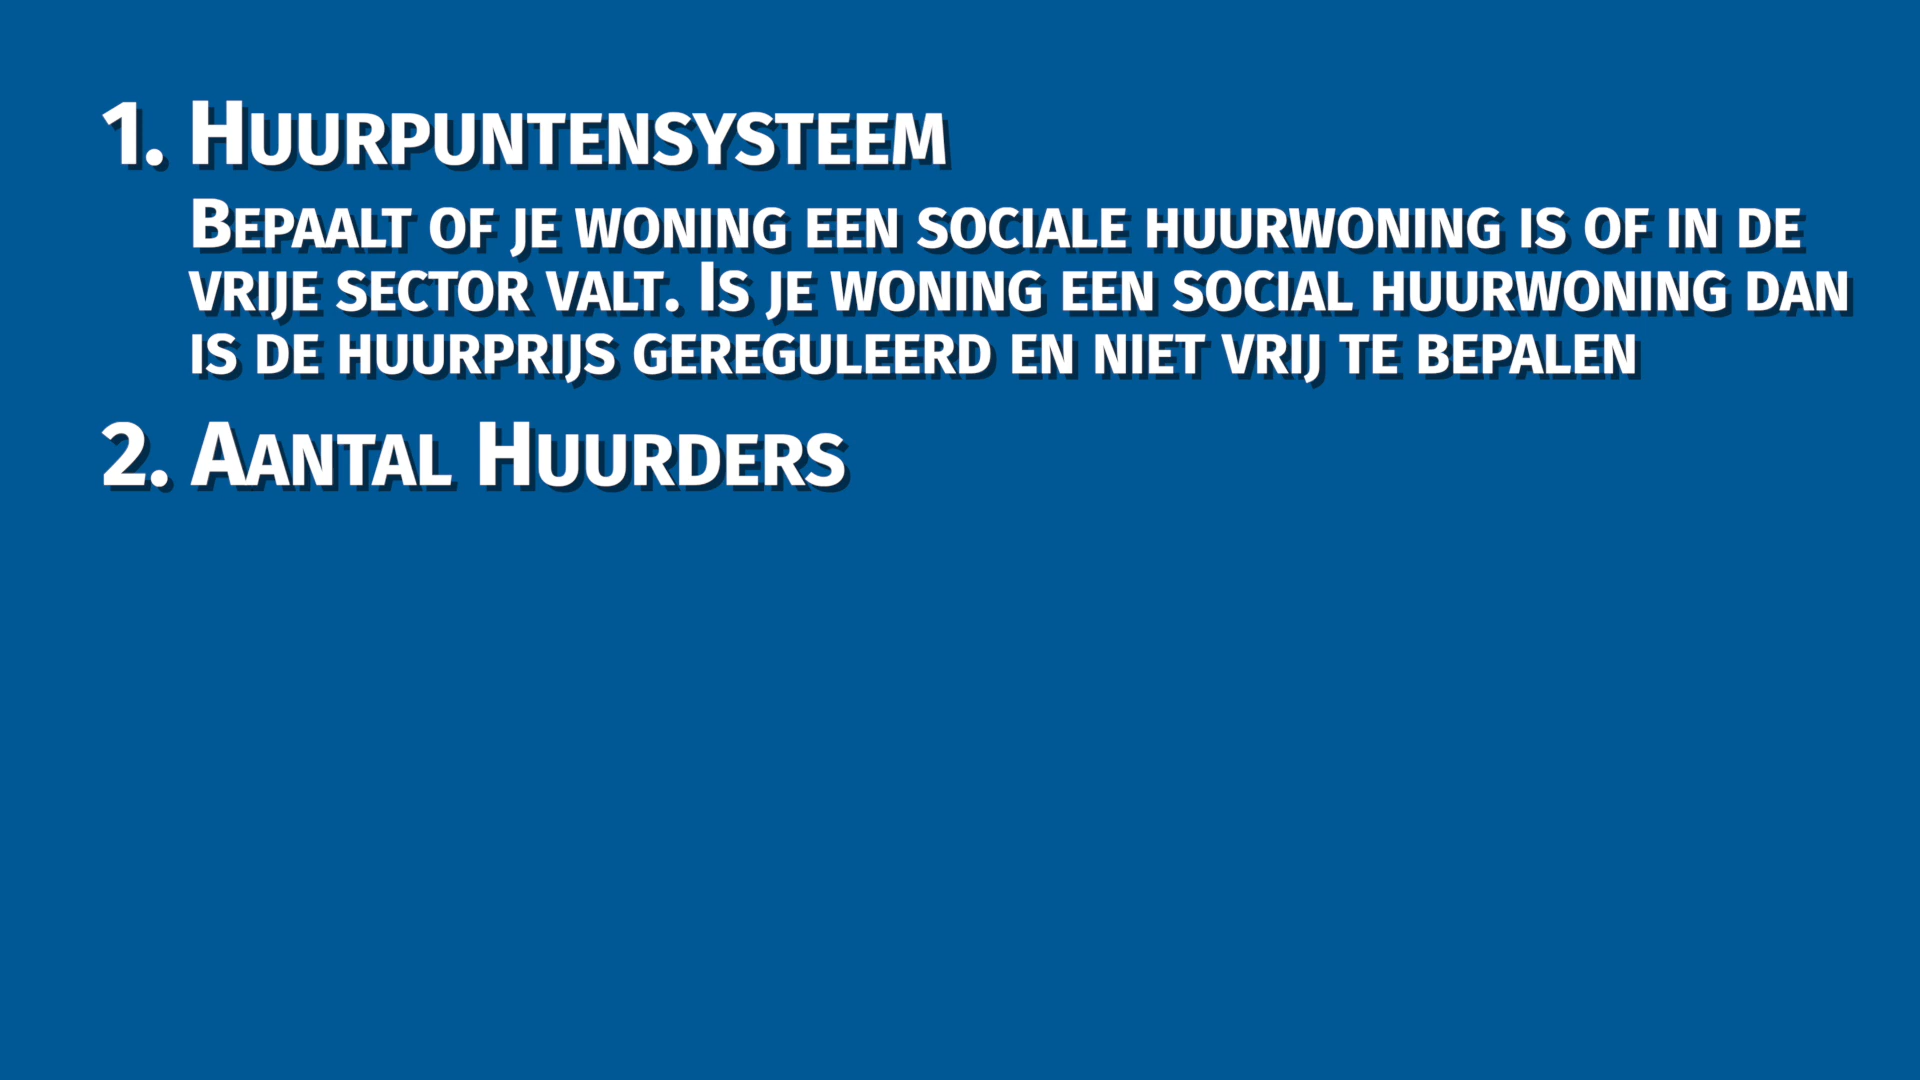 1. Huurpuntensysteem
Bepaalt of je woning een sociale huurwoning is of in de
vrije sector valt. Is je woning een social huurwoning dan
is de huurprijs gereguleerd en niet vrij te bepalen
2. Aantal Huurders